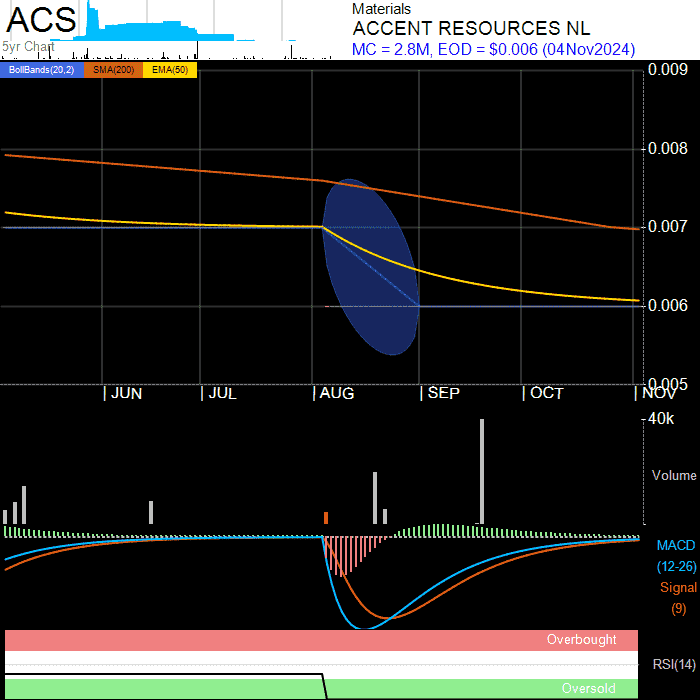 ACS
5yr Chart
Materials
ACCENT RESOURCES NL
MC = 2.8M, EOD = $0.006 (04Nov2024)
BollBands(20,2) SMA(200) EMA(50)
0.009
0.008
0.007
0.006
0.005
JUN JUL AUG SEP OCT NOV
40k
Volume
MACD
(12-26)
Signal
(9)
Overbought
RSI(14)
Oversold